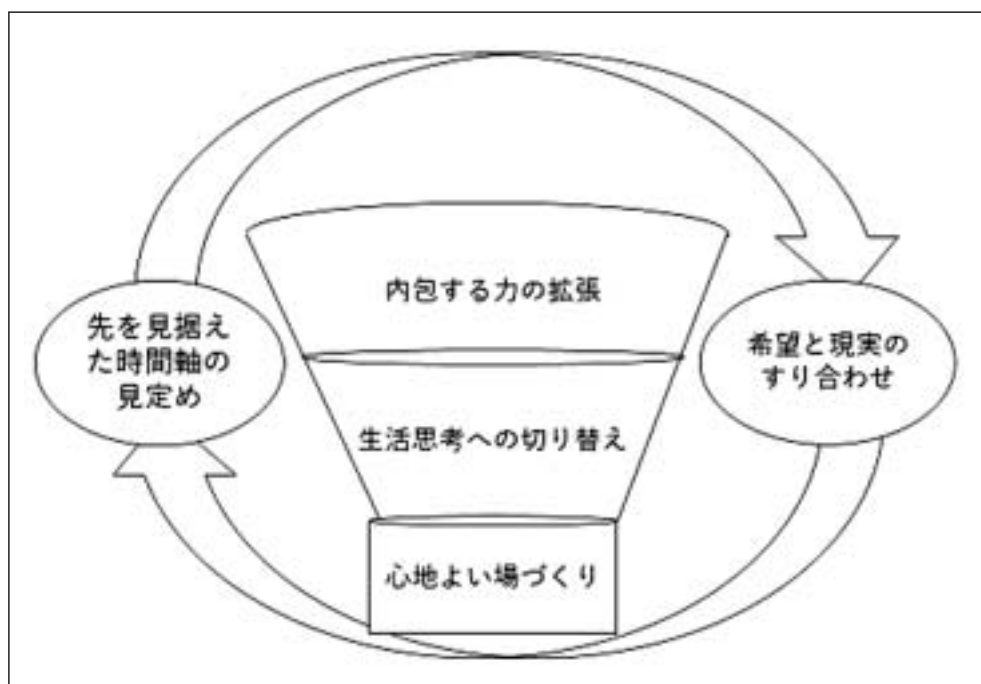 内包する力の拡張
先を見据え
た時間軸の
見定め
希望と現実の
すり合わせ
生活思考への切り替え
心地よい場づくり